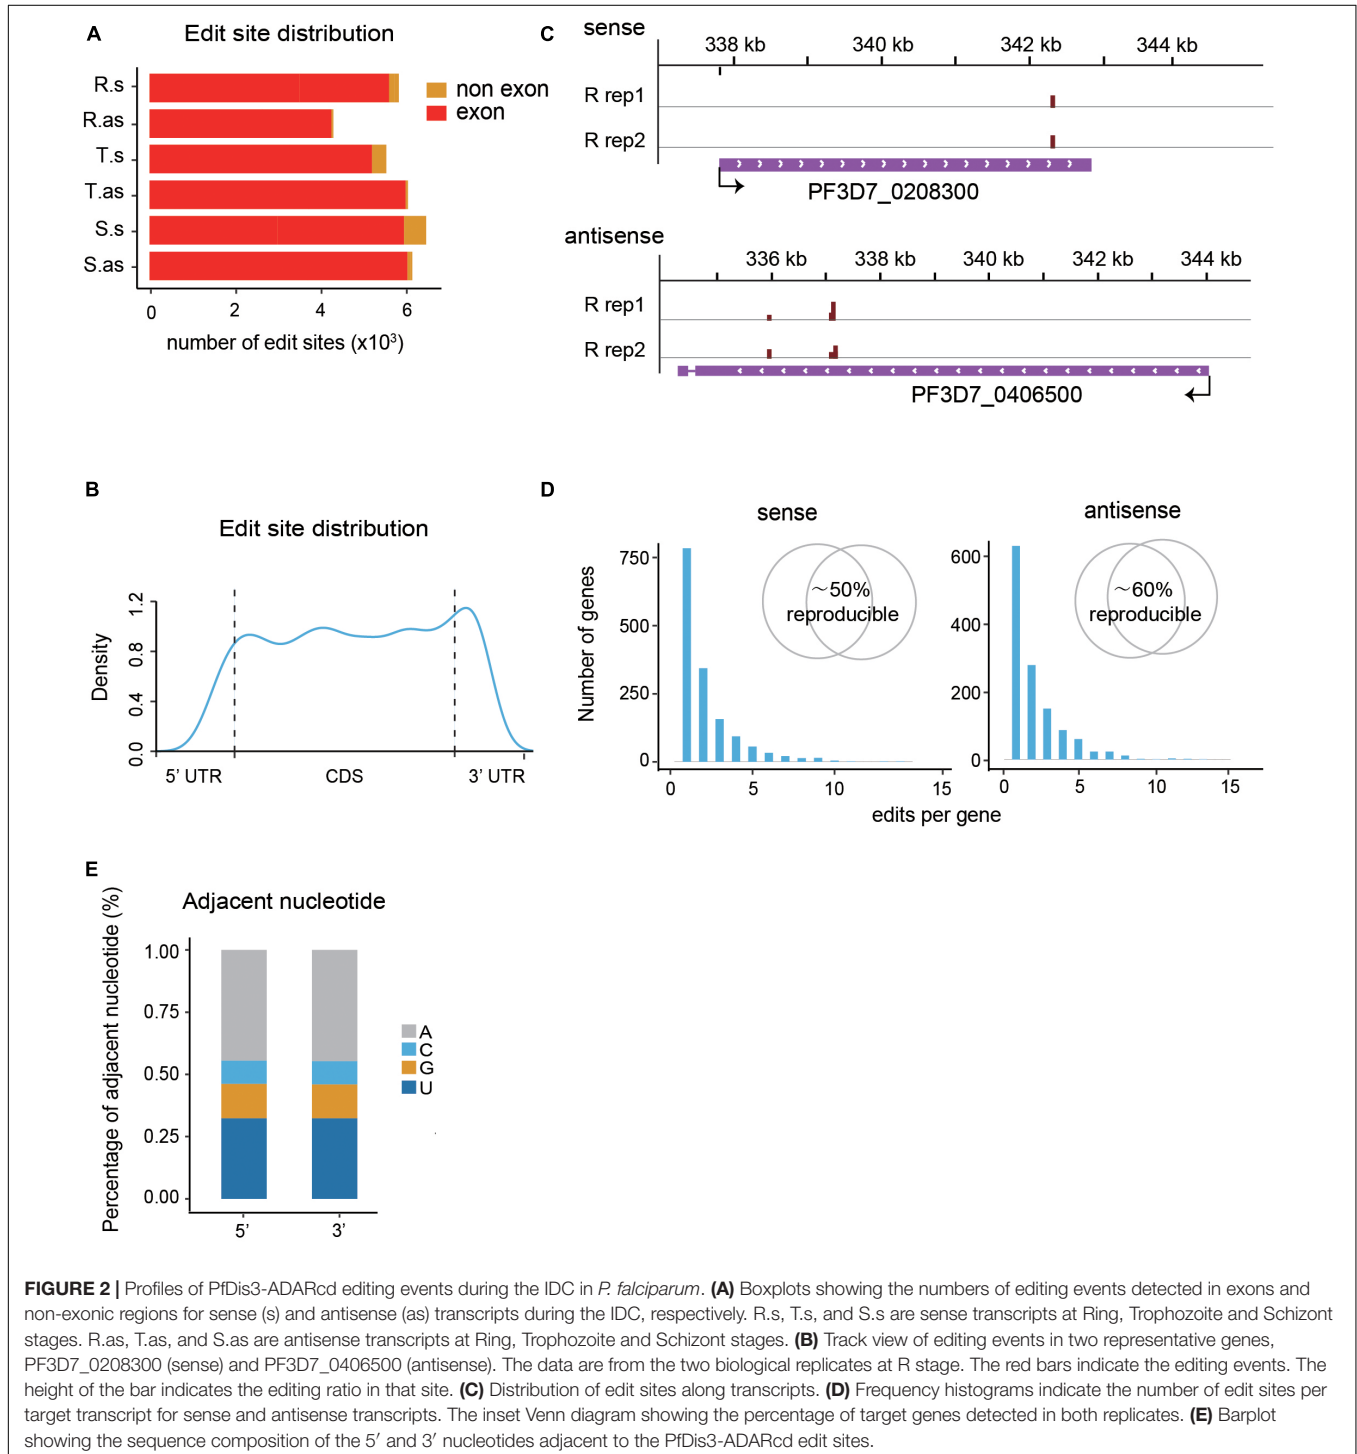 A
Edit site distribution
R.s
R.as
T.s
T.as
S.s
S.as
non exon
exon
0 2 4 6
number of edit sites (x10³)
C
sense
338 kb 340 kb 342 kb 344 kb
R rep1
R rep2
PF3D7_0208300
antisense
336 kb 338 kb 340 kb 342 kb 344 kb
R rep1
R rep2
PF3D7_0406500
B
Edit site distribution
Density
1.2
0.8
0.4
0.0
5' UTR CDS 3' UTR
D
sense
Number of genes
750
500
250
0
~50%
reproducible
0 5 10 15
antisense
600
400
200
0
~60%
reproducible
0 5 10 15
edits per gene
E
Adjacent nucleotide
Percentage of adjacent nucleotide (%)
1.00
0.75
0.50
0.25
0.00
5' 3'
A
C
G
U
FIGURE 2 | Profiles of PfDis3-ADARcd editing events during the IDC in P. falciparum. (A) Boxplots showing the numbers of editing events detected in exons and
non-exonic regions for sense (s) and antisense (as) transcripts during the IDC, respectively. R.s, T.s, and S.s are sense transcripts at Ring, Trophozoite and Schizont
stages. R.as, T.as, and S.as are antisense transcripts at Ring, Trophozoite and Schizont stages. (B) Track view of editing events in two representative genes,
PF3D7_0208300 (sense) and PF3D7_0406500 (antisense). The data are from the two biological replicates at R stage. The red bars indicate the editing events. The
height of the bar indicates the editing ratio in that site. (C) Distribution of edit sites along transcripts. (D) Frequency histograms indicate the number of edit sites per
target transcript for sense and antisense transcripts. The inset Venn diagram showing the percentage of target genes detected in both replicates. (E) Barplot
showing the sequence composition of the 5′ and 3′ nucleotides adjacent to the PfDis3-ADARcd edit sites.